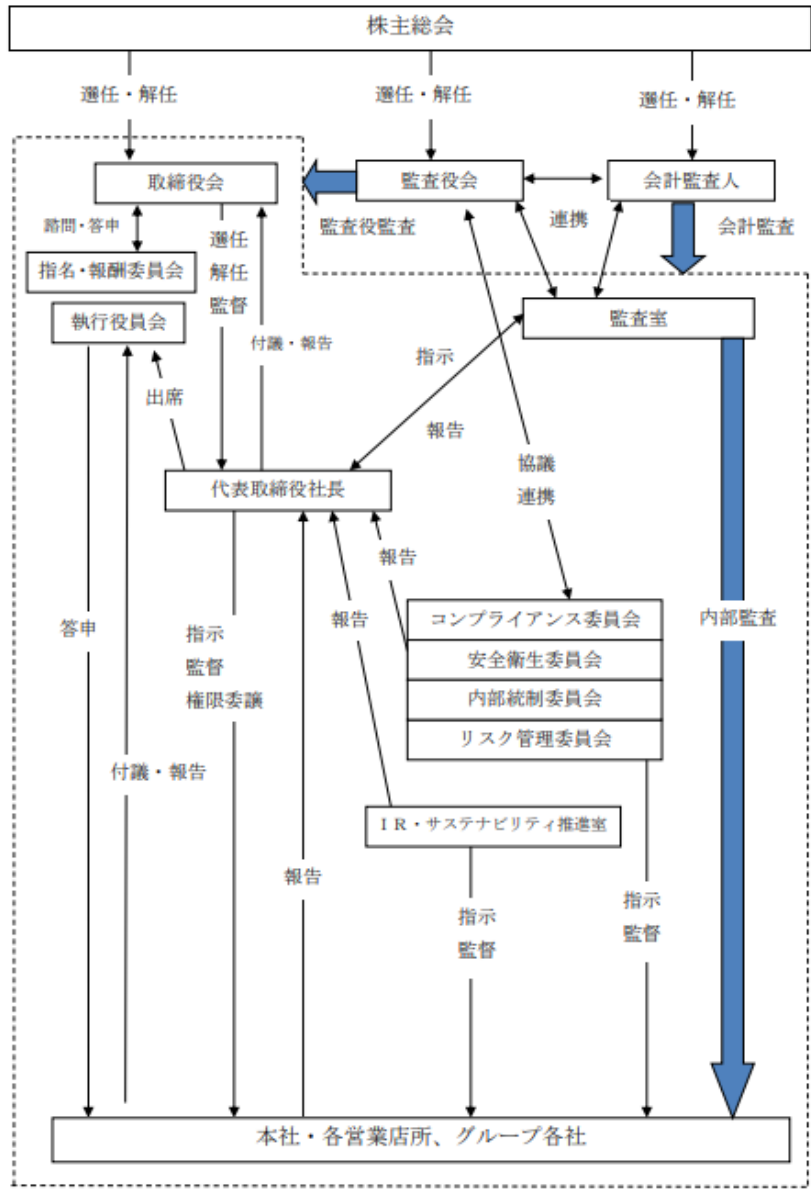 株主総会
選任・解任
選任・解任
選任・解任
取締役会
監査役会
会計監査人
連携
監査役監査
会計監査
諮問・答申
選任
解任
監督
指名・報酬委員会
執行役員会
監査室
付議・報告
指示
出席
報告
協議
連携
代表取締役社長
報告
報告
コンプライアンス委員会
安全衛生委員会
内部統制委員会
リスク管理委員会
内部監査
答申
指示
監督
権限委譲
付議・報告
IR・サステナビリティ推進室
報告
指示
監督
指示
監督
本社・各営業店所、グループ各社